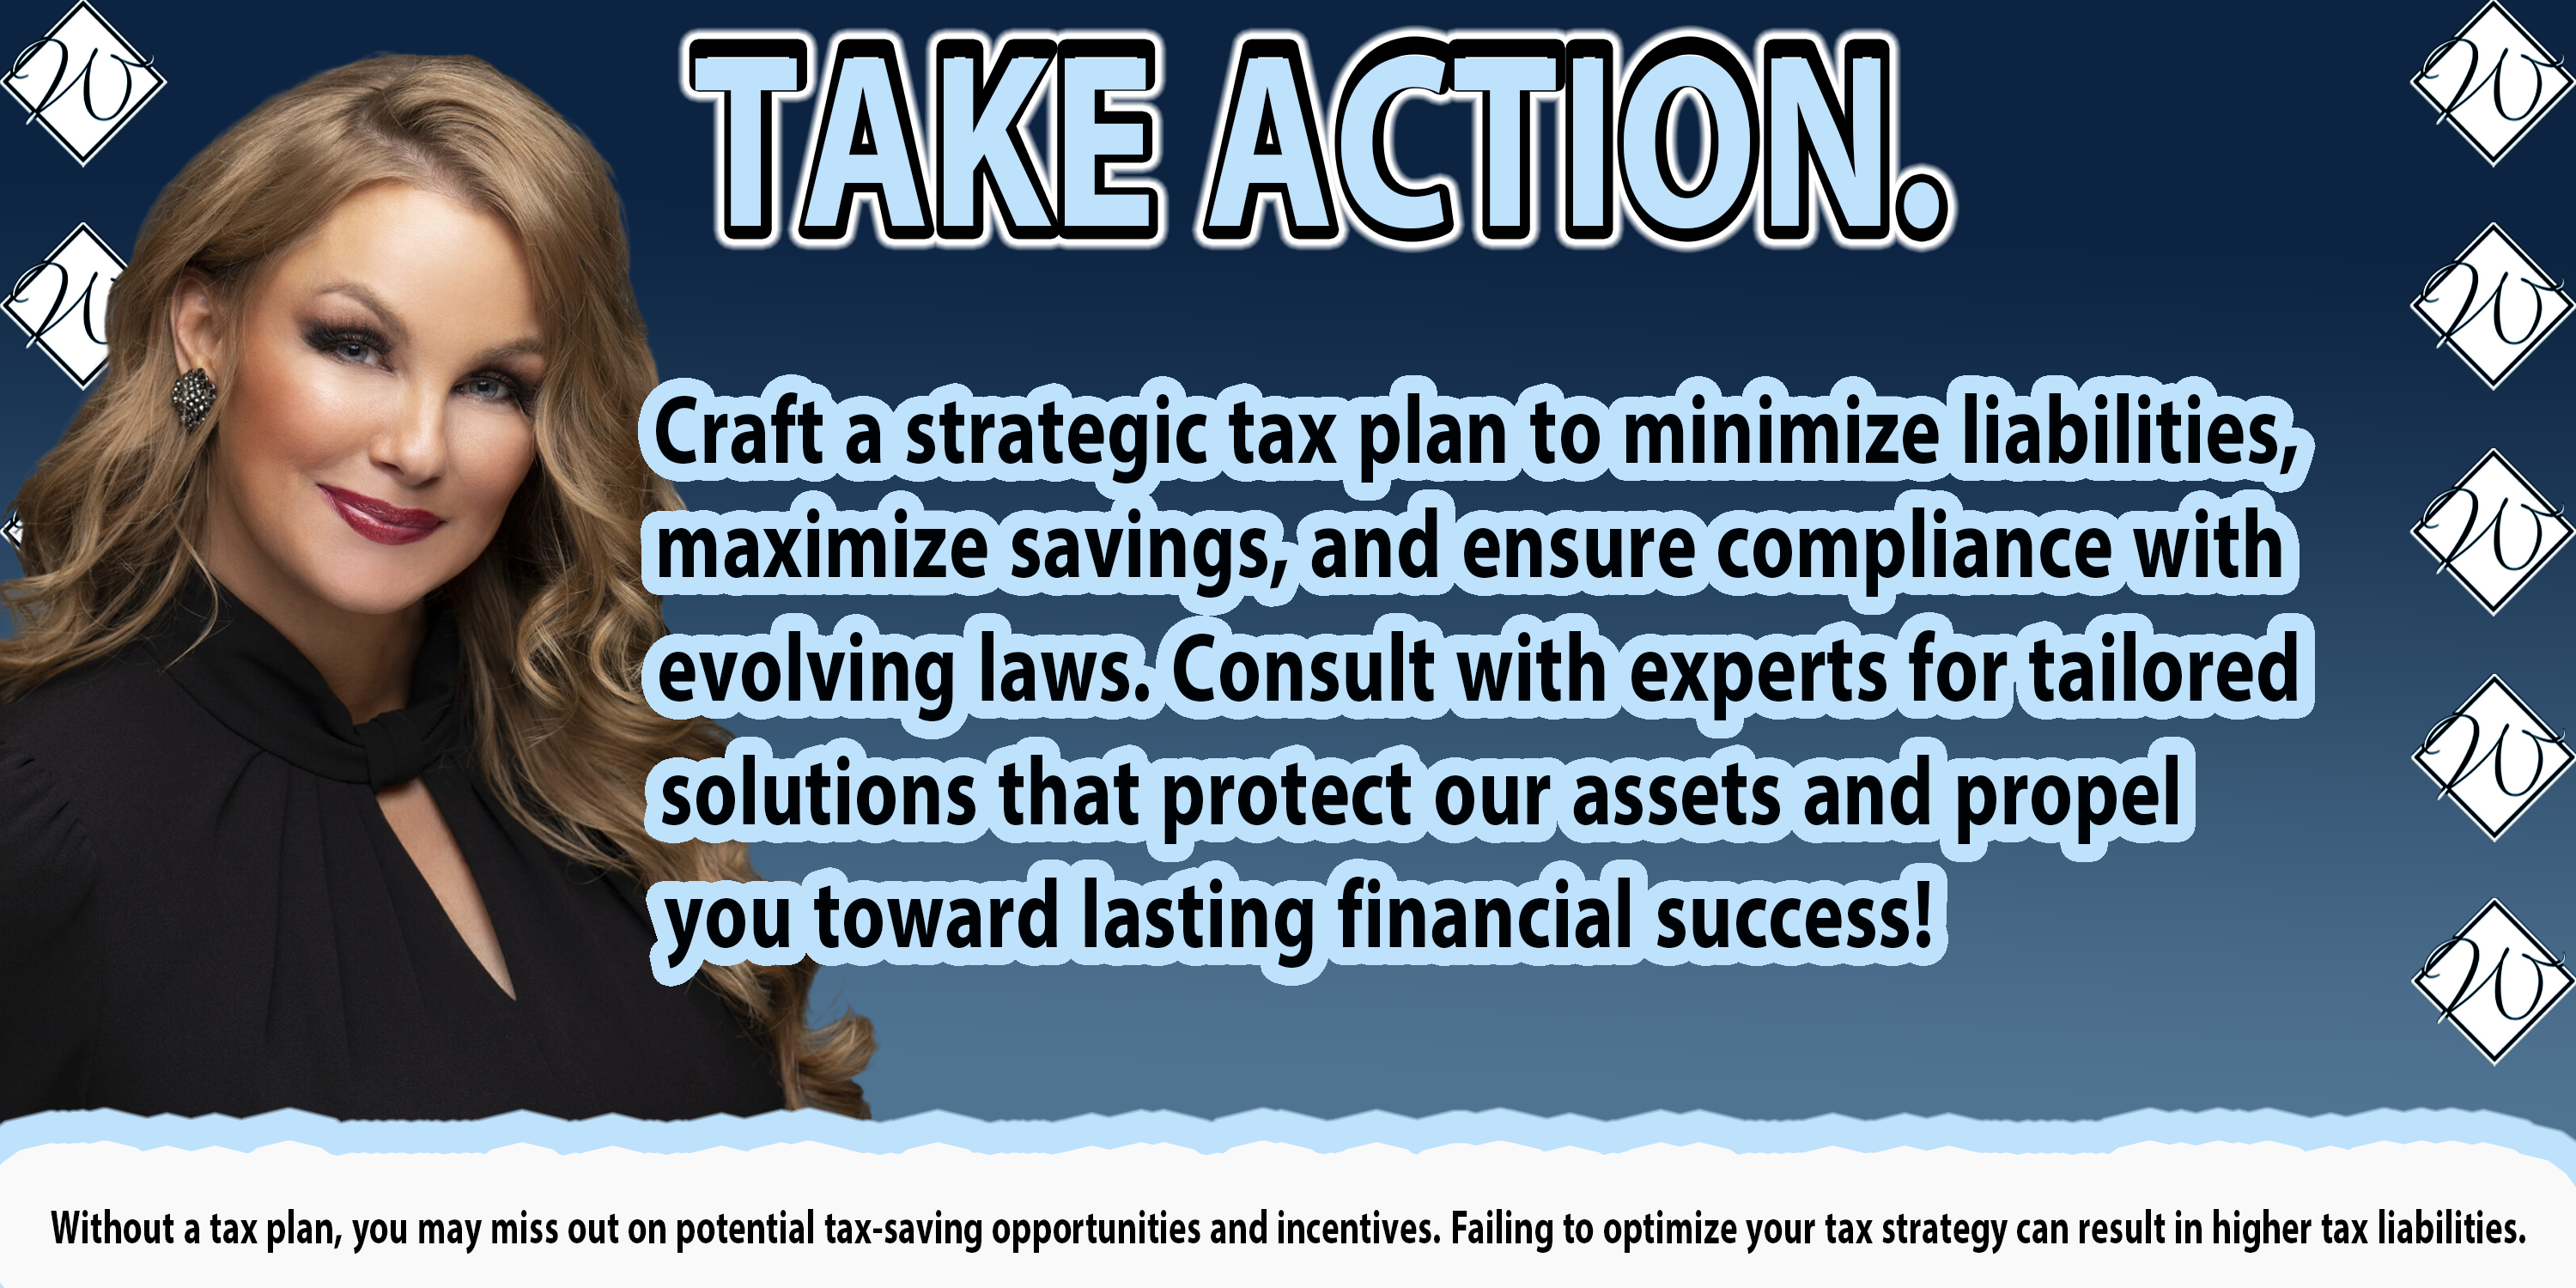 TAKE ACTION.
Craft a strategic tax plan to minimize liabilities,
maximize savings, and ensure compliance with
evolving laws. Consult with experts for tailored
solutions that protect our assets and propel
you toward lasting financial success!
Without a tax plan, you may miss out on potential tax-saving opportunities and incentives. Failing to optimize your tax strategy can result in higher tax liabilities.
W
W
W
W
W
W
W